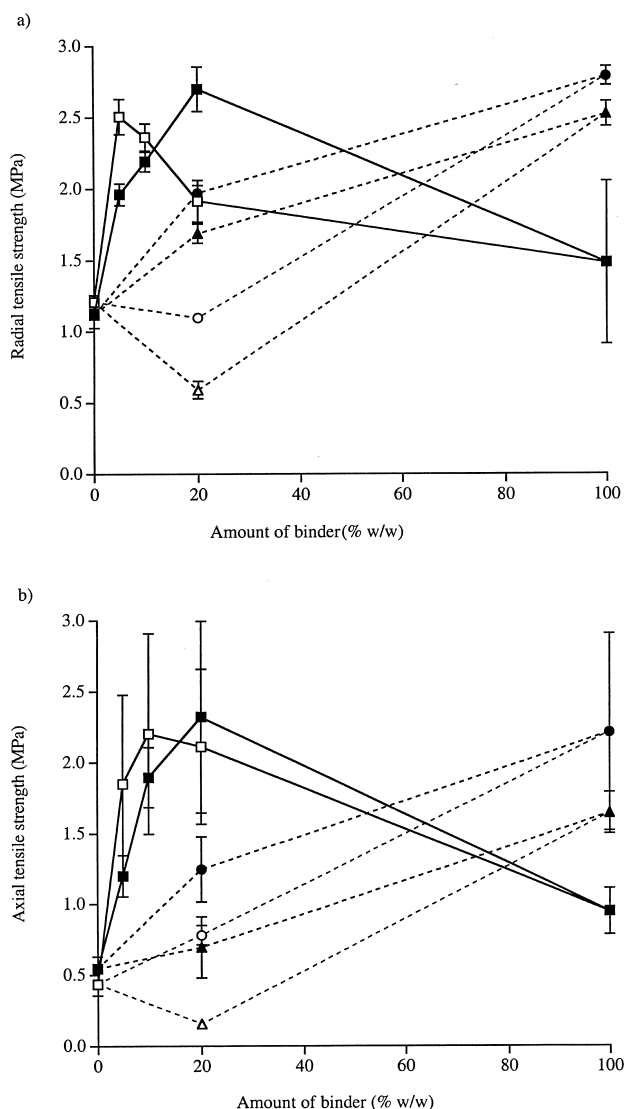 a)
3.0
2.5
2.0
1.5
1.0
0.5
0.0
Radial tensile strength (MPa)
0 20 40 60 80 100
Amount of binder(% w/w)
b)
3.0
2.5
2.0
1.5
1.0
0.5
0.0
Axial tensile strength (MPa)
0 20 40 60 80 100
Amount of binder (% w/w)